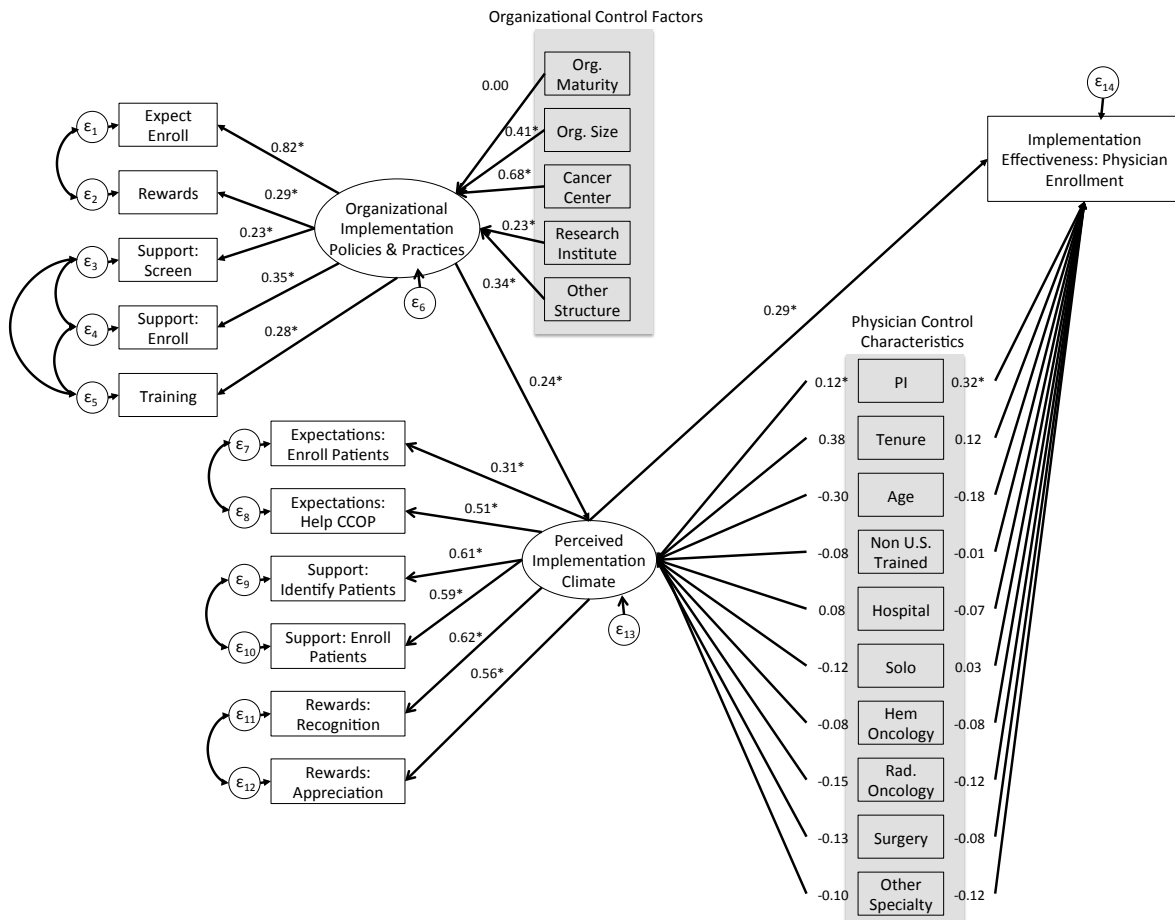 Organizational Control Factors
Org.
Maturity
0.00
Org. Size
0.41*
Cancer
Center
0.68*
Research
Institute
0.23*
Other
Structure
0.34*
ε1
Expect
Enroll
0.82*
ε2
Rewards
0.29*
ε3
Support:
Screen
0.23*
ε4
Support:
Enroll
0.35*
ε5
Training
0.28*
Organizational
Implementation
Policies & Practices
ε6
0.24*
ε14
Implementation
Effectiveness: Physician
Enrollment
0.29*
ε7
Expectations:
Enroll Patients
0.31*
ε8
Expectations:
Help CCOP
0.51*
ε9
Support:
Identify Patients
0.61*
ε10
Support: Enroll
Patients
0.59*
ε11
Rewards:
Recognition
0.62*
ε12
Rewards:
Appreciation
0.56*
Perceived
Implementation
Climate
ε13
Physician Control
Characteristics
0.12*
PI
0.32*
0.38
Tenure
0.12
-0.30
Age
-0.18
-0.08
Non U.S.
Trained
-0.01
0.08
Hospital
-0.07
-0.12
Solo
0.03
-0.08
Hem
Oncology
-0.08
-0.15
Rad.
Oncology
-0.12
-0.13
Surgery
-0.08
-0.10
Other
Specialty
-0.12